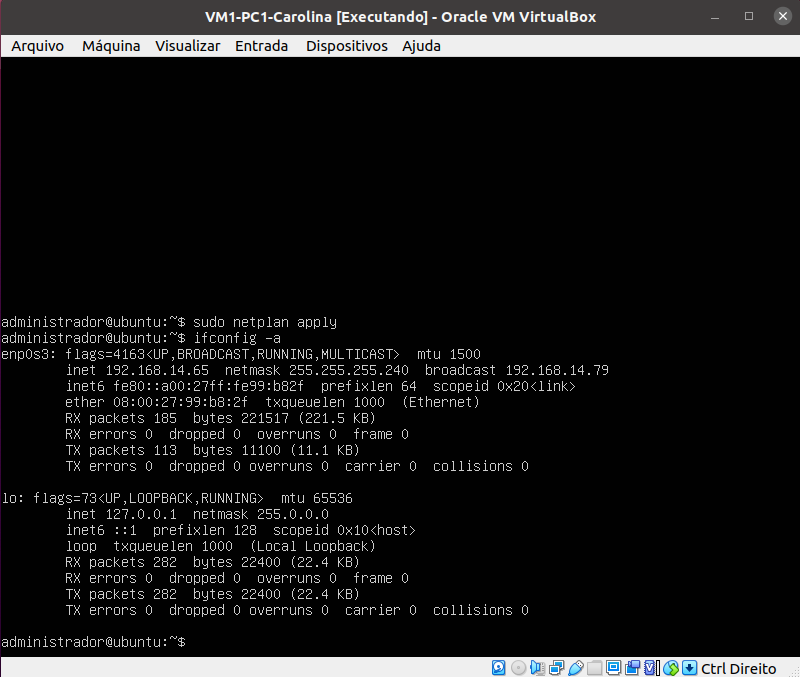 VM1-PC1-Carolina [Executando] - Oracle VM VirtualBox
Arquivo Máquina Visualizar Entrada Dispositivos Ajuda
administrador@ubuntu:~$ sudo netplan apply
administrador@ubuntu:~$ ifconfig -a
enp0s3: flags=4163<UP,BROADCAST,RUNNING,MULTICAST>  mtu 1500
        inet 192.168.14.65  netmask 255.255.255.240  broadcast 192.168.14.79
        inet6 fe80::a00:27ff:fe99:b82f  prefixlen 64  scopeid 0x20<link>
        ether 08:00:27:99:b8:2f  txqueuelen 1000  (Ethernet)
        RX packets 185  bytes 221517 (221.5 KB)
        RX errors 0  dropped 0  overruns 0  frame 0
        TX packets 113  bytes 11100 (11.1 KB)
        TX errors 0  dropped 0 overruns 0  carrier 0  collisions 0
lo: flags=73<UP,LOOPBACK,RUNNING>  mtu 65536
        inet 127.0.0.1  netmask 255.0.0.0
        inet6 ::1  prefixlen 128  scopeid 0x10<host>
        loop  txqueuelen 1000  (Local Loopback)
        RX packets 282  bytes 22400 (22.4 KB)
        RX errors 0  dropped 0  overruns 0  frame 0
        TX packets 282  bytes 22400 (22.4 KB)
        TX errors 0  dropped 0 overruns 0  carrier 0  collisions 0
administrador@ubuntu:~$
Ctrl Direito